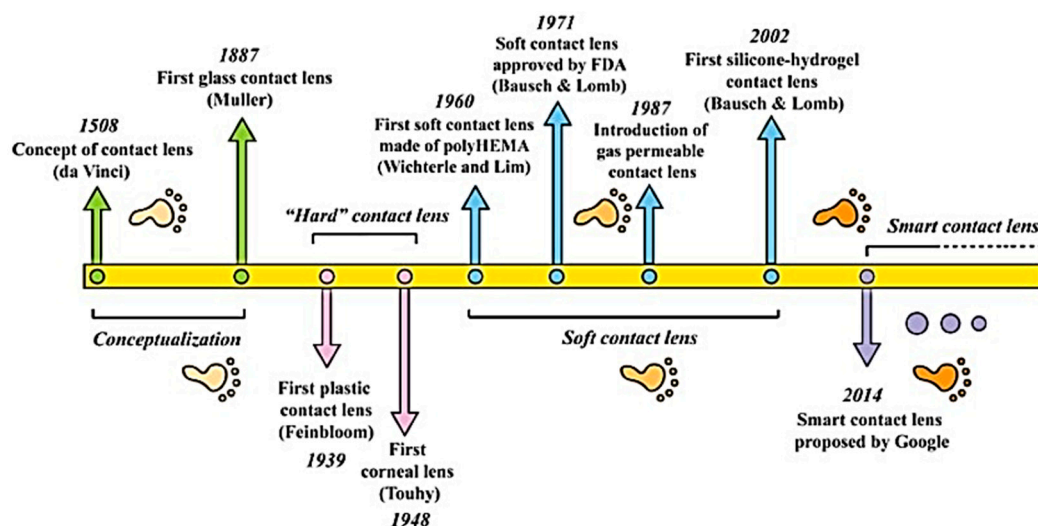 1508
Concept of contact lens
(da Vinci)
1887
First glass contact lens
(Muller)
"Hard" contact lens
1960
First soft contact lens
made of polyHEMA
(Wichterle and Lim)
1971
Soft contact lens
approved by FDA
(Bausch & Lomb)
1987
Introduction of
gas permeable
contact lens
2002
First silicone-hydrogel
contact lens
(Bausch & Lomb)
Smart contact lens
Conceptualization
First plastic
contact lens
(Feinbloom)
1939
First
corneal lens
(Touhy)
1948
Soft contact lens
2014
Smart contact lens
proposed by Google